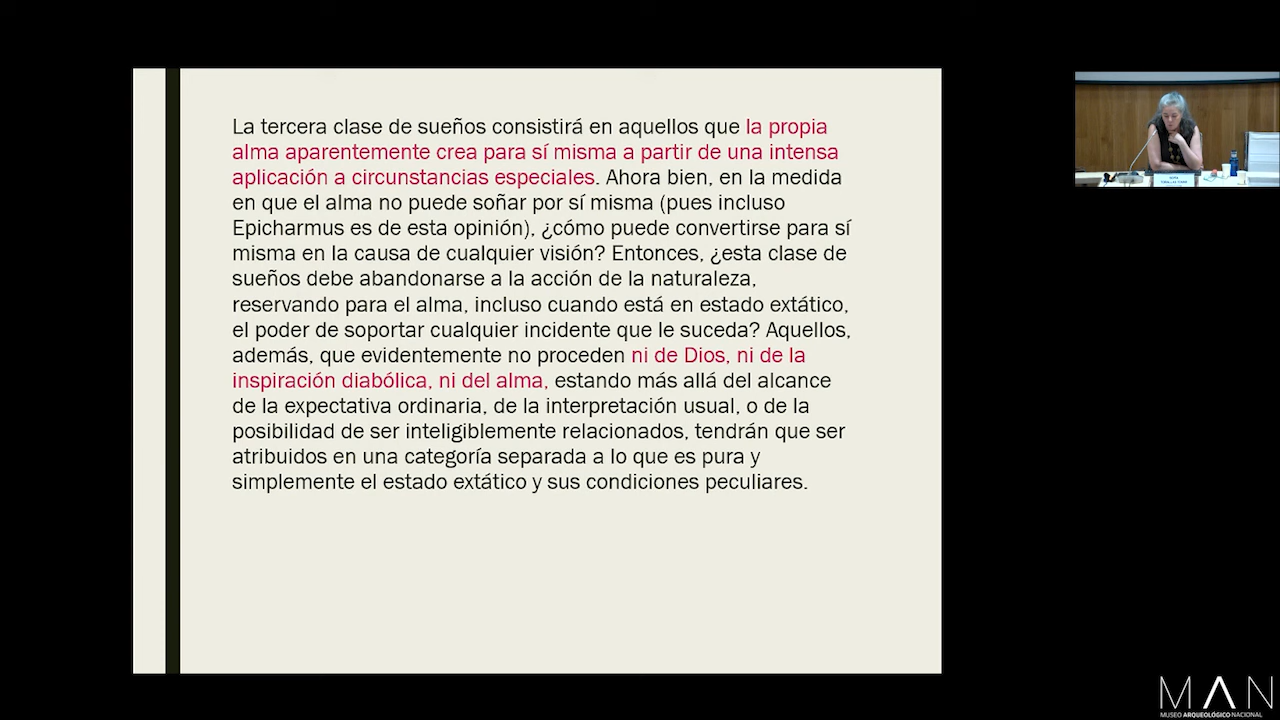 La tercera clase de sueños consistirá en aquellos que la propia
alma aparentemente crea para sí misma a partir de una intensa
aplicación a circunstancias especiales. Ahora bien, en la medida
en que el alma no puede soñar por sí misma (pues incluso
Epicharmus es de esta opinión), ¿cómo puede convertirse para sí
misma en la causa de cualquier visión? Entonces, ¿esta clase de
sueños debe abandonarse a la acción de la naturaleza,
reservando para el alma, incluso cuando está en estado extático,
el poder de soportar cualquier incidente que le suceda? Aquellos,
además, que evidentemente no proceden ni de Dios, ni de la
inspiración diabólica, ni del alma, estando más allá del alcance
de la expectativa ordinaria, de la interpretación usual, o de la
posibilidad de ser inteligiblemente relacionados, tendrán que ser
atribuidos en una categoría separada a lo que es pura y
simplemente el estado extático y sus condiciones peculiares.
MAN
MUSEO ARQUEOLÓGICO NACIONAL